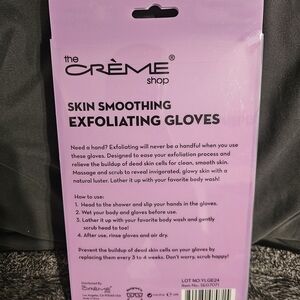 the
CRÈME®
shop
SKIN SMOOTHING
EXFOLIATING GLOVES
Need a hand? Exfoliating will never be a handful when you use
these gloves. Designed to ease your exfoliation process and
relieve the buildup of dead skin cells for clean, smooth skin.
Massage and scrub to reveal invigorated, glowy skin with a
natural luster. Lather it up with your favorite body wash!
How to use:
1. Head to the shower and slip your hands in the gloves.
2. Wet your body and gloves before use.
3. Lather it up with your favorite body wash and gently
scrub head to toe!
4. After use, rinse gloves and air dry.
Prevent the buildup of dead skin cells on your gloves by
replacing them every 3 to 4 weeks. Don't worry, scrub happy!
Distributed by
LOT NO:YLGE24